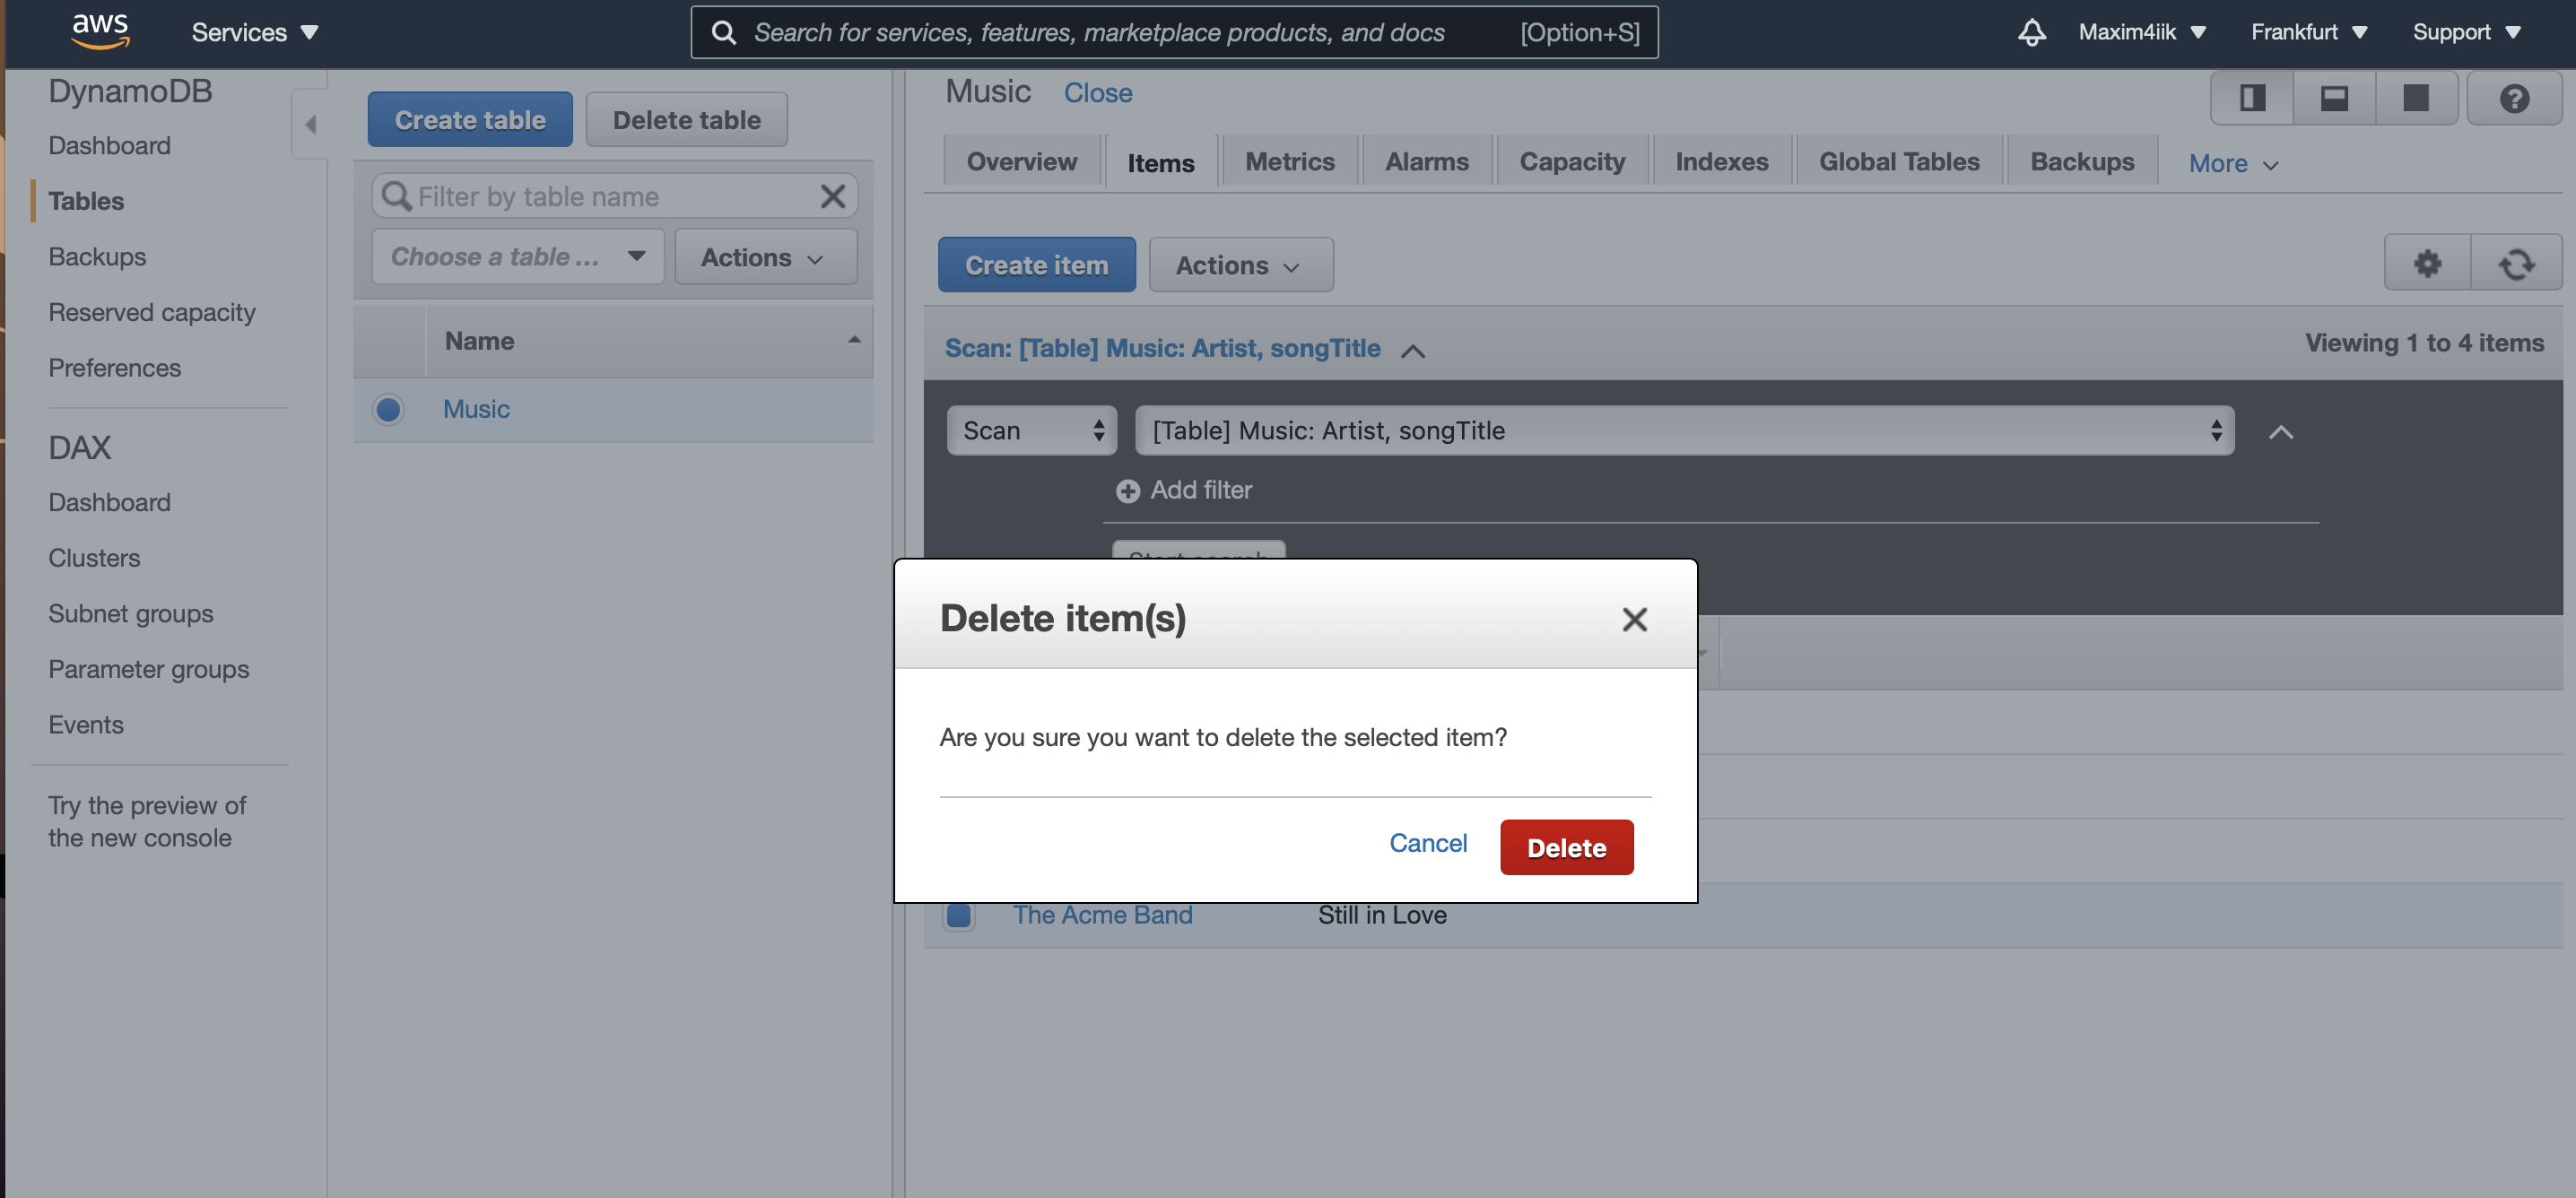 aws
Services
Search for services, features, marketplace products, and docs [Option+S]
Maxim4iik
Frankfurt
Support
DynamoDB
Dashboard
Tables
Backups
Reserved capacity
Preferences
DAX
Dashboard
Clusters
Subnet groups
Parameter groups
Events
Try the preview of
the new console
Create table
Delete table
Filter by table name
Choose a table ...
Actions
Name
Music
Music Close
Overview
Items
Metrics
Alarms
Capacity
Indexes
Global Tables
Backups
More
Create item
Actions
Scan: [Table] Music: Artist, songTitle
Viewing 1 to 4 items
Scan
[Table] Music: Artist, songTitle
Add filter
Start search
Delete item(s)
Are you sure you want to delete the selected item?
Cancel
Delete
The Acme Band
Still in Love